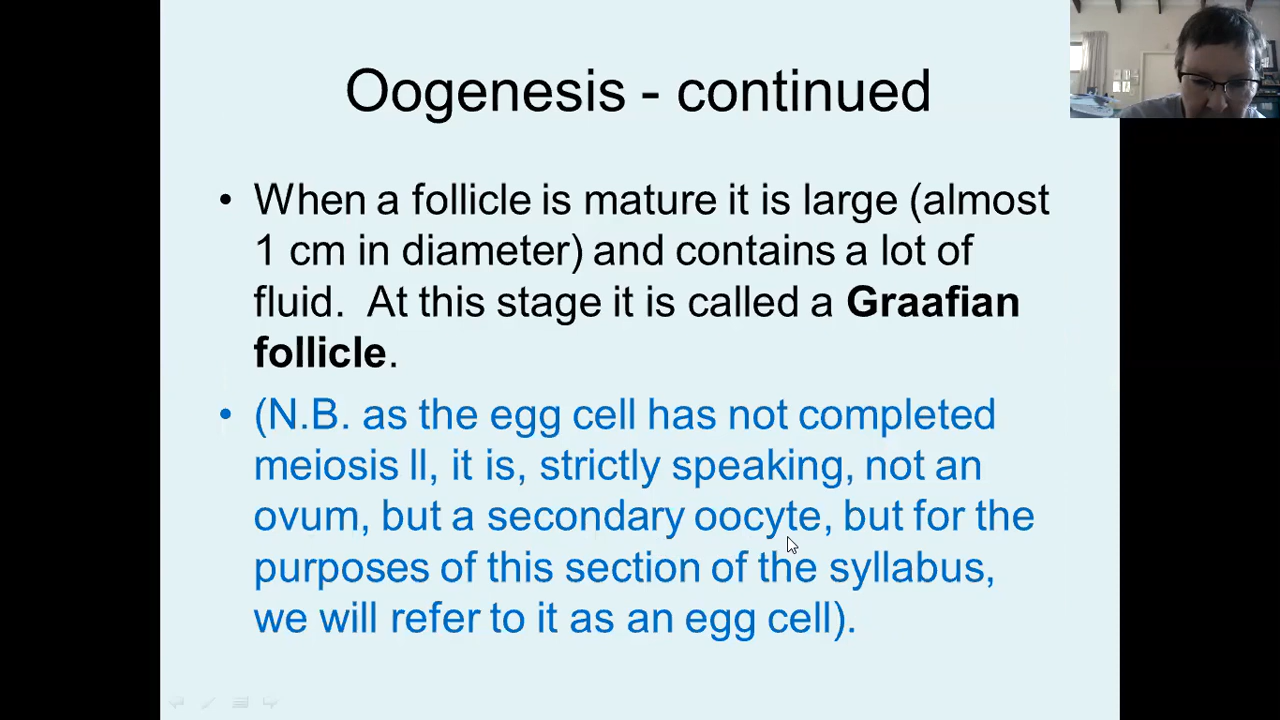 Oogenesis - continued
• When a follicle is mature it is large (almost
1 cm in diameter) and contains a lot of
fluid.  At this stage it is called a Graafian
follicle.
• (N.B. as the egg cell has not completed
meiosis ll, it is, strictly speaking, not an
ovum, but a secondary oocyte, but for the
purposes of this section of the syllabus,
we will refer to it as an egg cell).